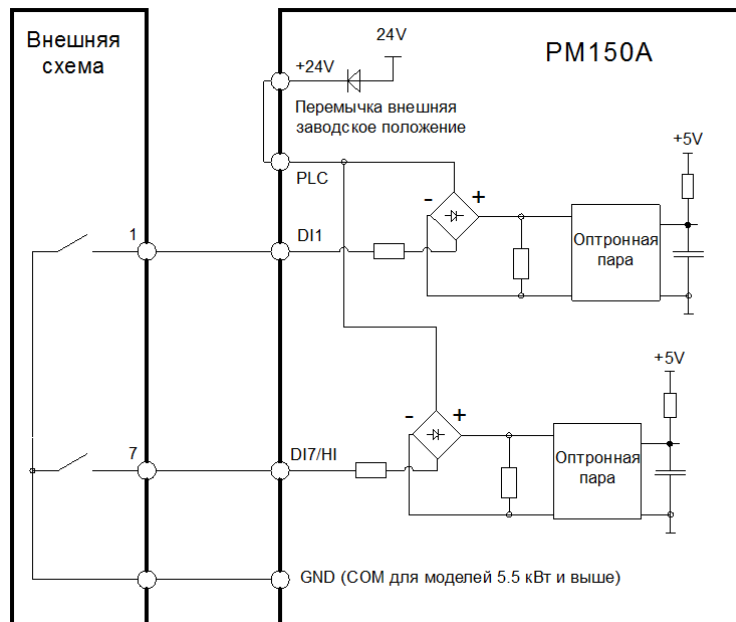 Внешняя
схема
24V
PM150A
+24V
Перемычка внешняя
заводское положение
+5V
PLC
-
+
1
DI1
Оптронная
пара
+5V
-
+
7
DI7/HI
Оптронная
пара
GND (COM для моделей 5.5 кВт и выше)